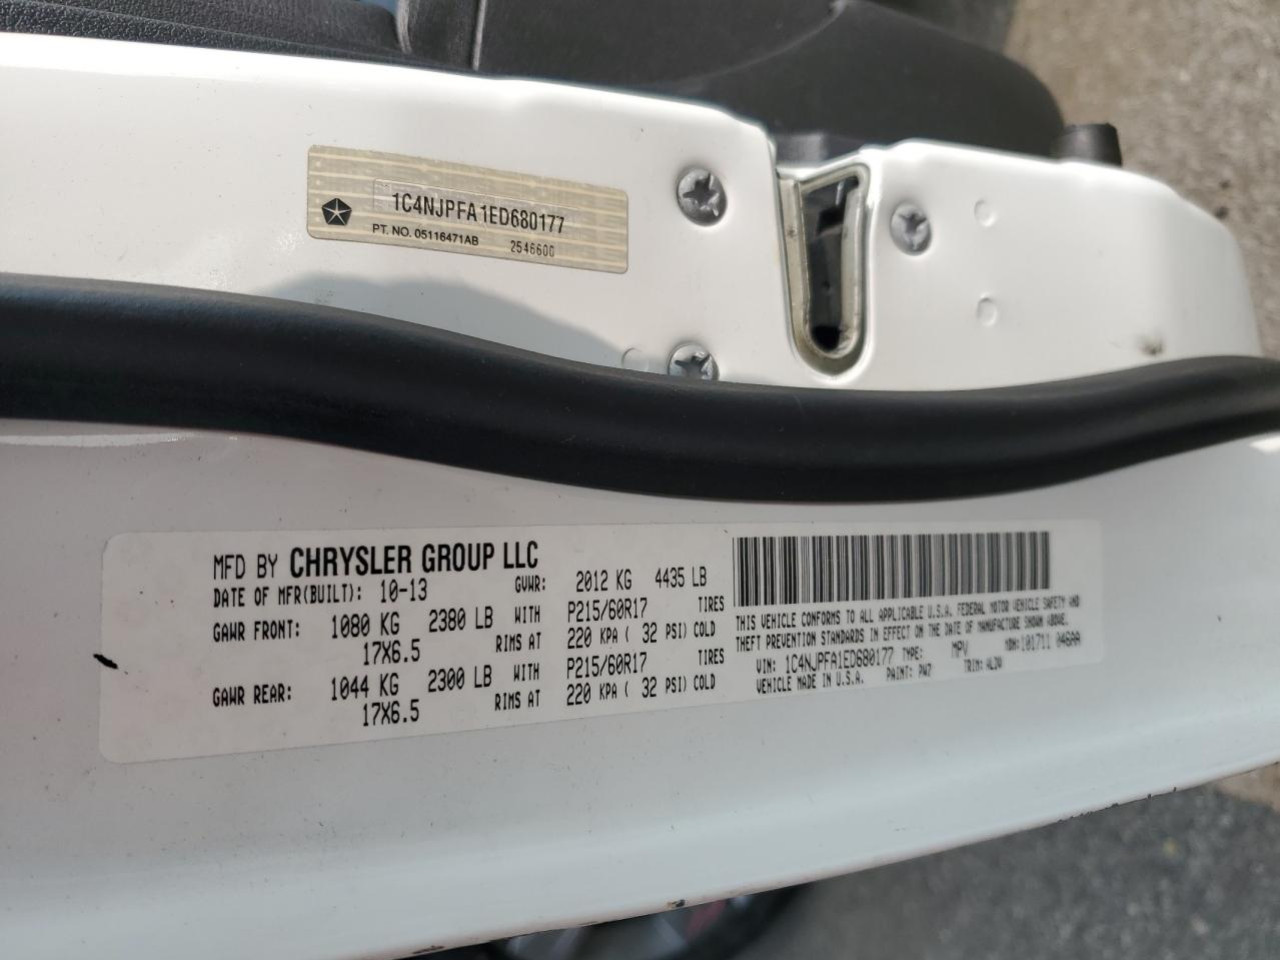 1C4NJPFA1ED680177
PT. NO. 05116471AB 2546600
MFD BY CHRYSLER GROUP LLC
DATE OF MFR(BUILT): 10-13 GVWR: 2012 KG 4435 LB
GAWR FRONT: 1080 KG 2380 LB WITH P215/60R17 TIRES
17X6.5 RIMS AT 220 KPA ( 32 PSI) COLD
GAWR REAR: 1044 KG 2300 LB WITH P215/60R17 TIRES
17X6.5 RIMS AT 220 KPA ( 32 PSI) COLD
THIS VEHICLE CONFORMS TO ALL APPLICABLE U.S.A. FEDERAL MOTOR VEHICLE SAFETY AND
THEFT PREVENTION STANDARDS IN EFFECT ON THE DATE OF MANUFACTURE SHOWN ABOVE.
VIN: 1C4NJPFA1ED680177 TYPE: MPV MDH:101711 046AA
VEHICLE MADE IN U.S.A. PAINT: PW7 TRIM: